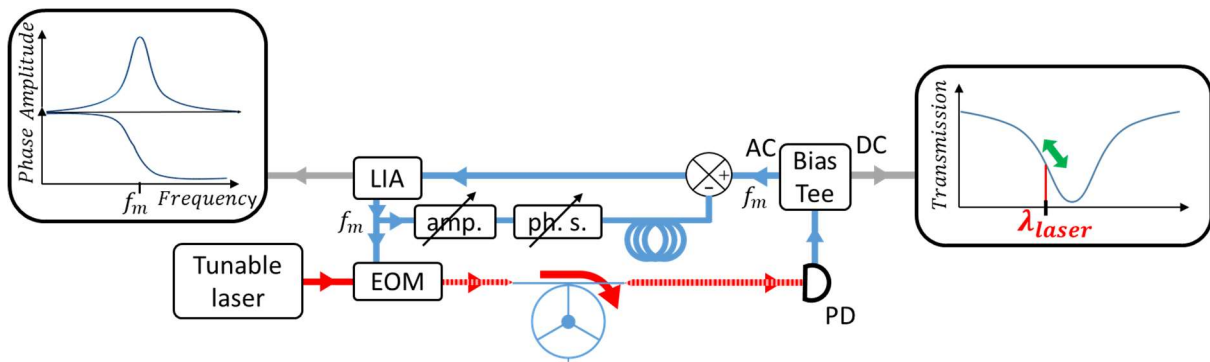 Phase Amplitude
f_m Frequency
LIA
f_m
amp.
ph. s.
+
-
AC
f_m
Bias
Tee
DC
Transmission
λ_laser
Tunable
laser
EOM
PD